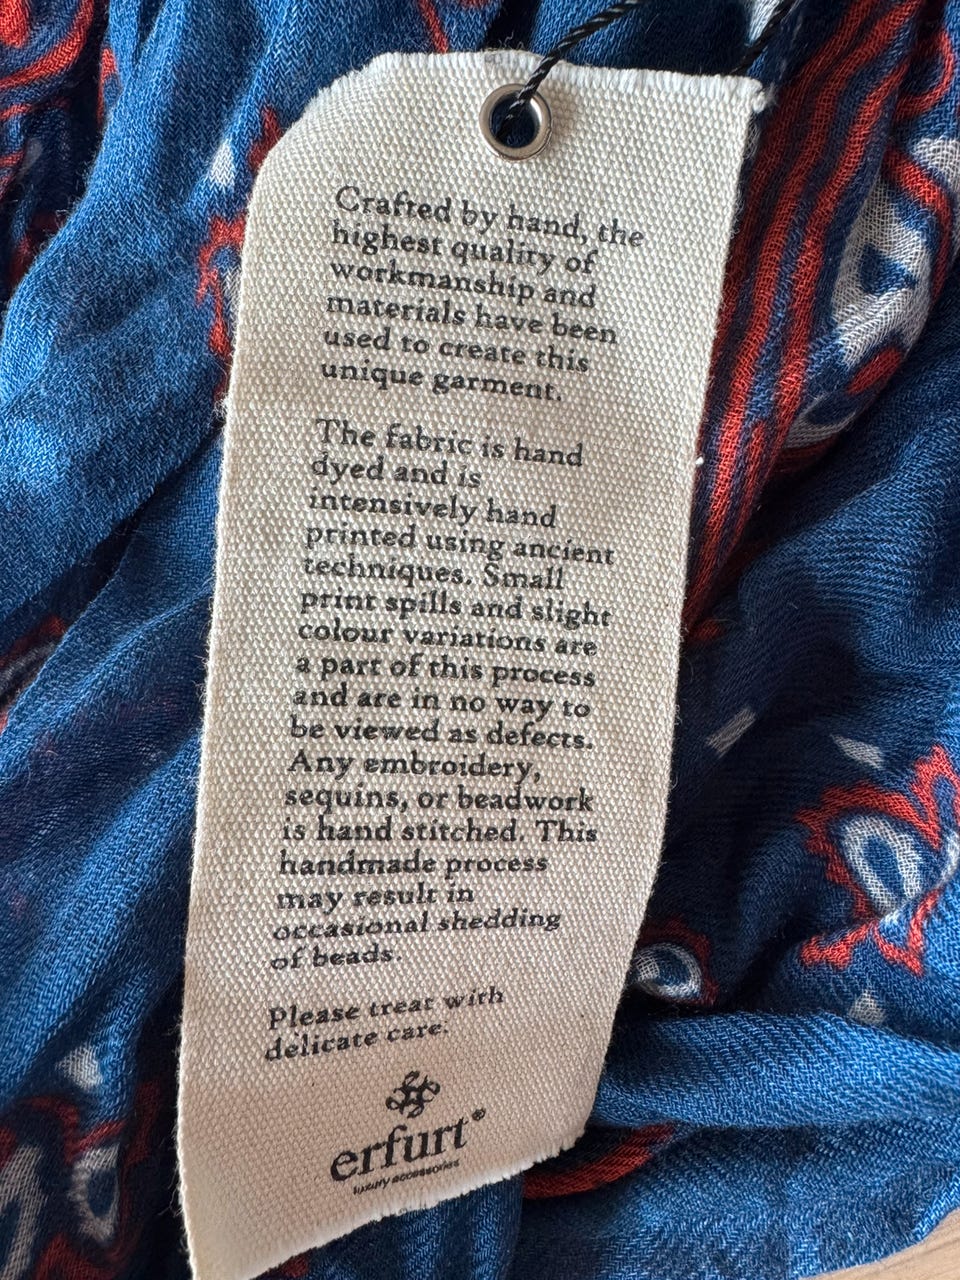 Crafted by hand, the
highest quality of
workmanship and
materials have been
used to create this
unique garment.
The fabric is hand
dyed and is
intensively hand
printed using ancient
techniques. Small
print spills and slight
colour variations are
a part of this process
and are in no way to
be viewed as defects.
Any embroidery,
sequins, or beadwork
is hand stitched. This
handmade process
may result in
occasional shedding
of beads.
Please treat with
delicate care.
erfurt®
luxury accessories